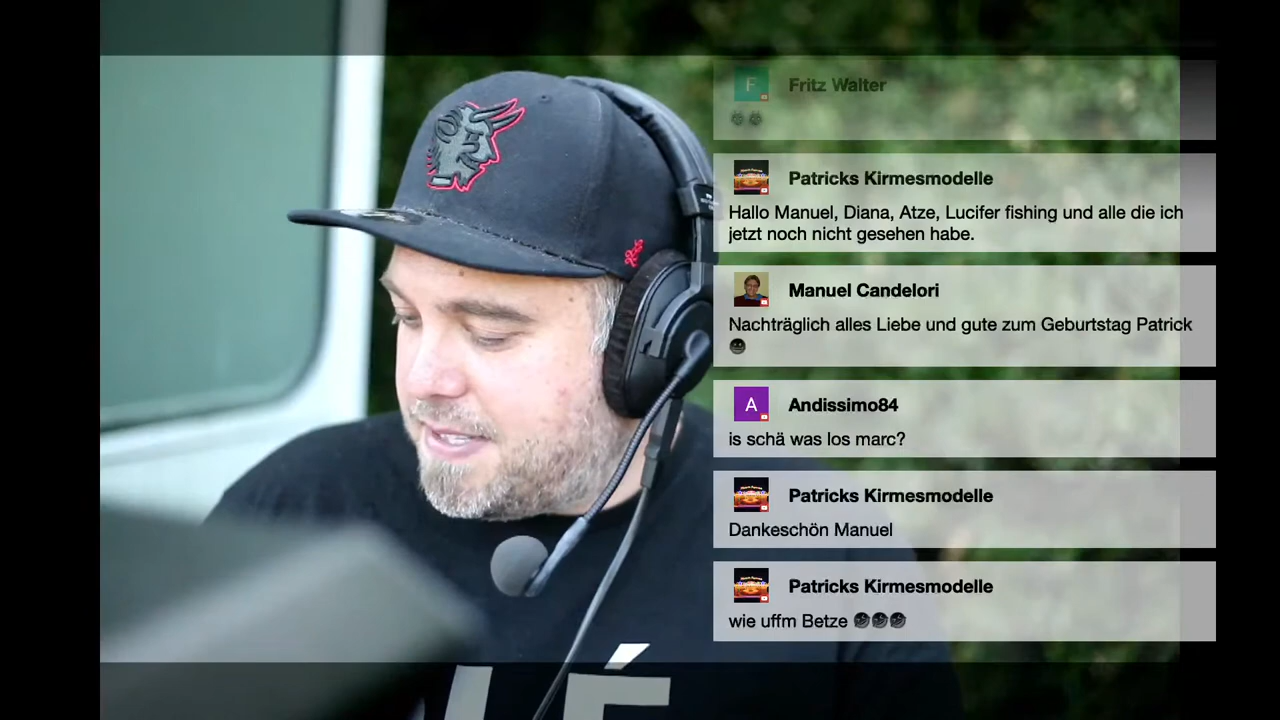 F
Fritz Walter
Patricks Kirmesmodelle
Hallo Manuel, Diana, Atze, Lucifer fishing und alle die ich
jetzt noch nicht gesehen habe.
Manuel Candelori
Nachträglich alles Liebe und gute zum Geburtstag Patrick
A
Andissimo84
is schä was los marc?
Patricks Kirmesmodelle
Dankeschön Manuel
Patricks Kirmesmodelle
wie uffm Betze
LÉ